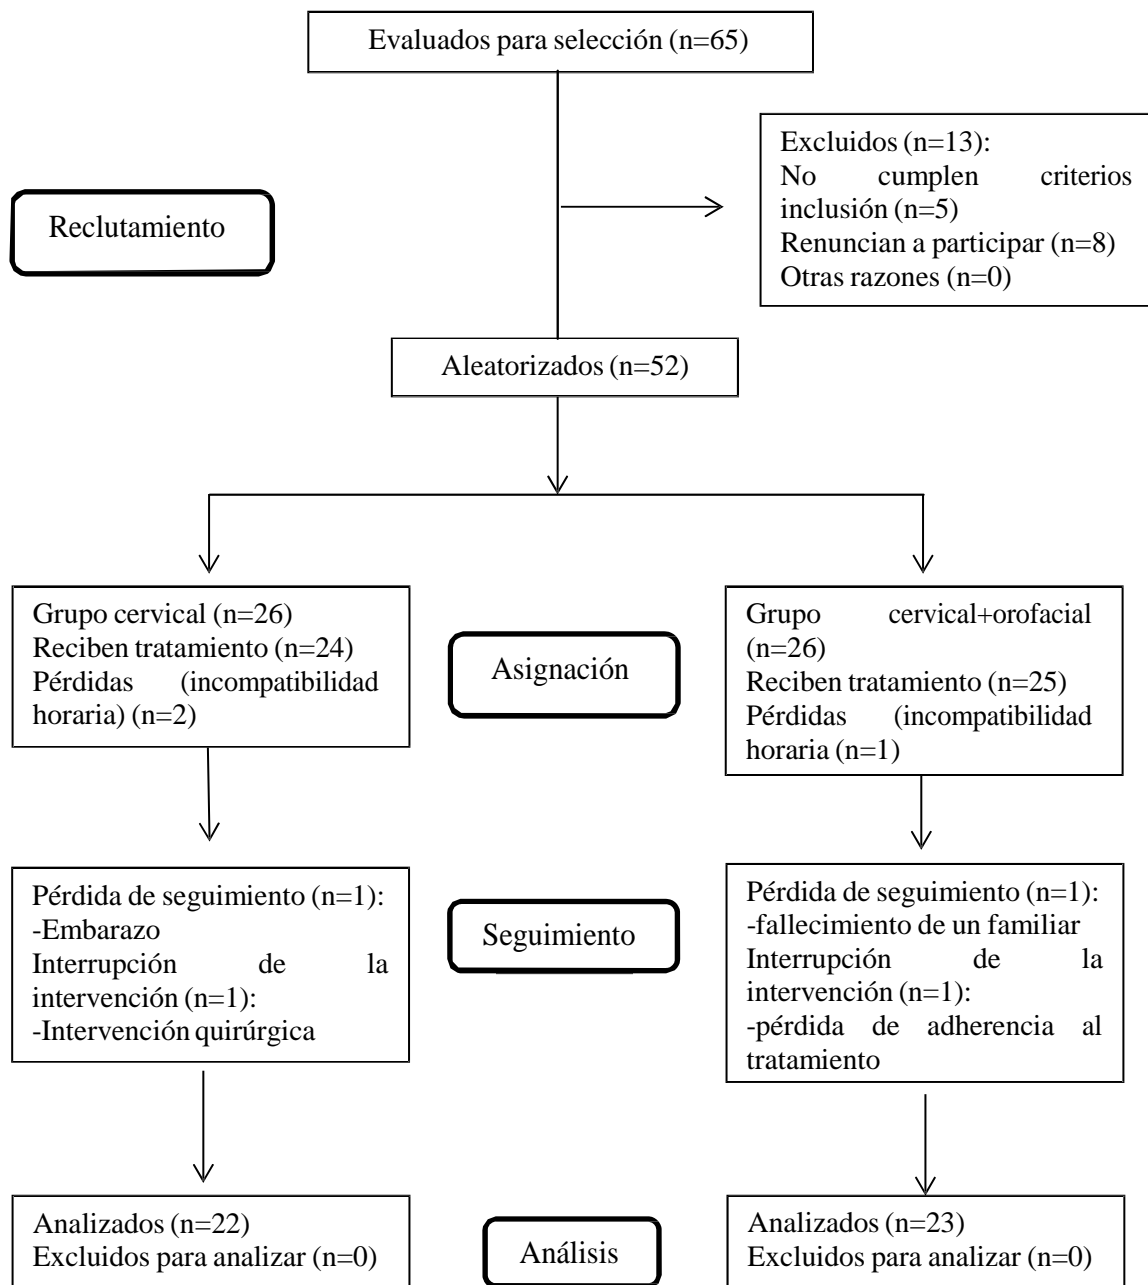 Evaluados para selección (n=65)
Excluidos (n=13):
No cumplen criterios
inclusión (n=5)
Renuncian a participar (n=8)
Otras razones (n=0)
Reclutamiento
Aleatorizados (n=52)
Grupo cervical (n=26)
Reciben tratamiento (n=24)
Pérdidas (incompatibilidad
horaria) (n=2)
Asignación
Grupo cervical+orofacial
(n=26)
Reciben tratamiento (n=25)
Pérdidas (incompatibilidad
horaria (n=1)
Pérdida de seguimiento (n=1):
-Embarazo
Interrupción de la
intervención (n=1):
-Intervención quirúrgica
Seguimiento
Pérdida de seguimiento (n=1):
-fallecimiento de un familiar
Interrupción de la
intervención (n=1):
-pérdida de adherencia al
tratamiento
Analizados (n=22)
Excluidos para analizar (n=0)
Análisis
Analizados (n=23)
Excluidos para analizar (n=0)